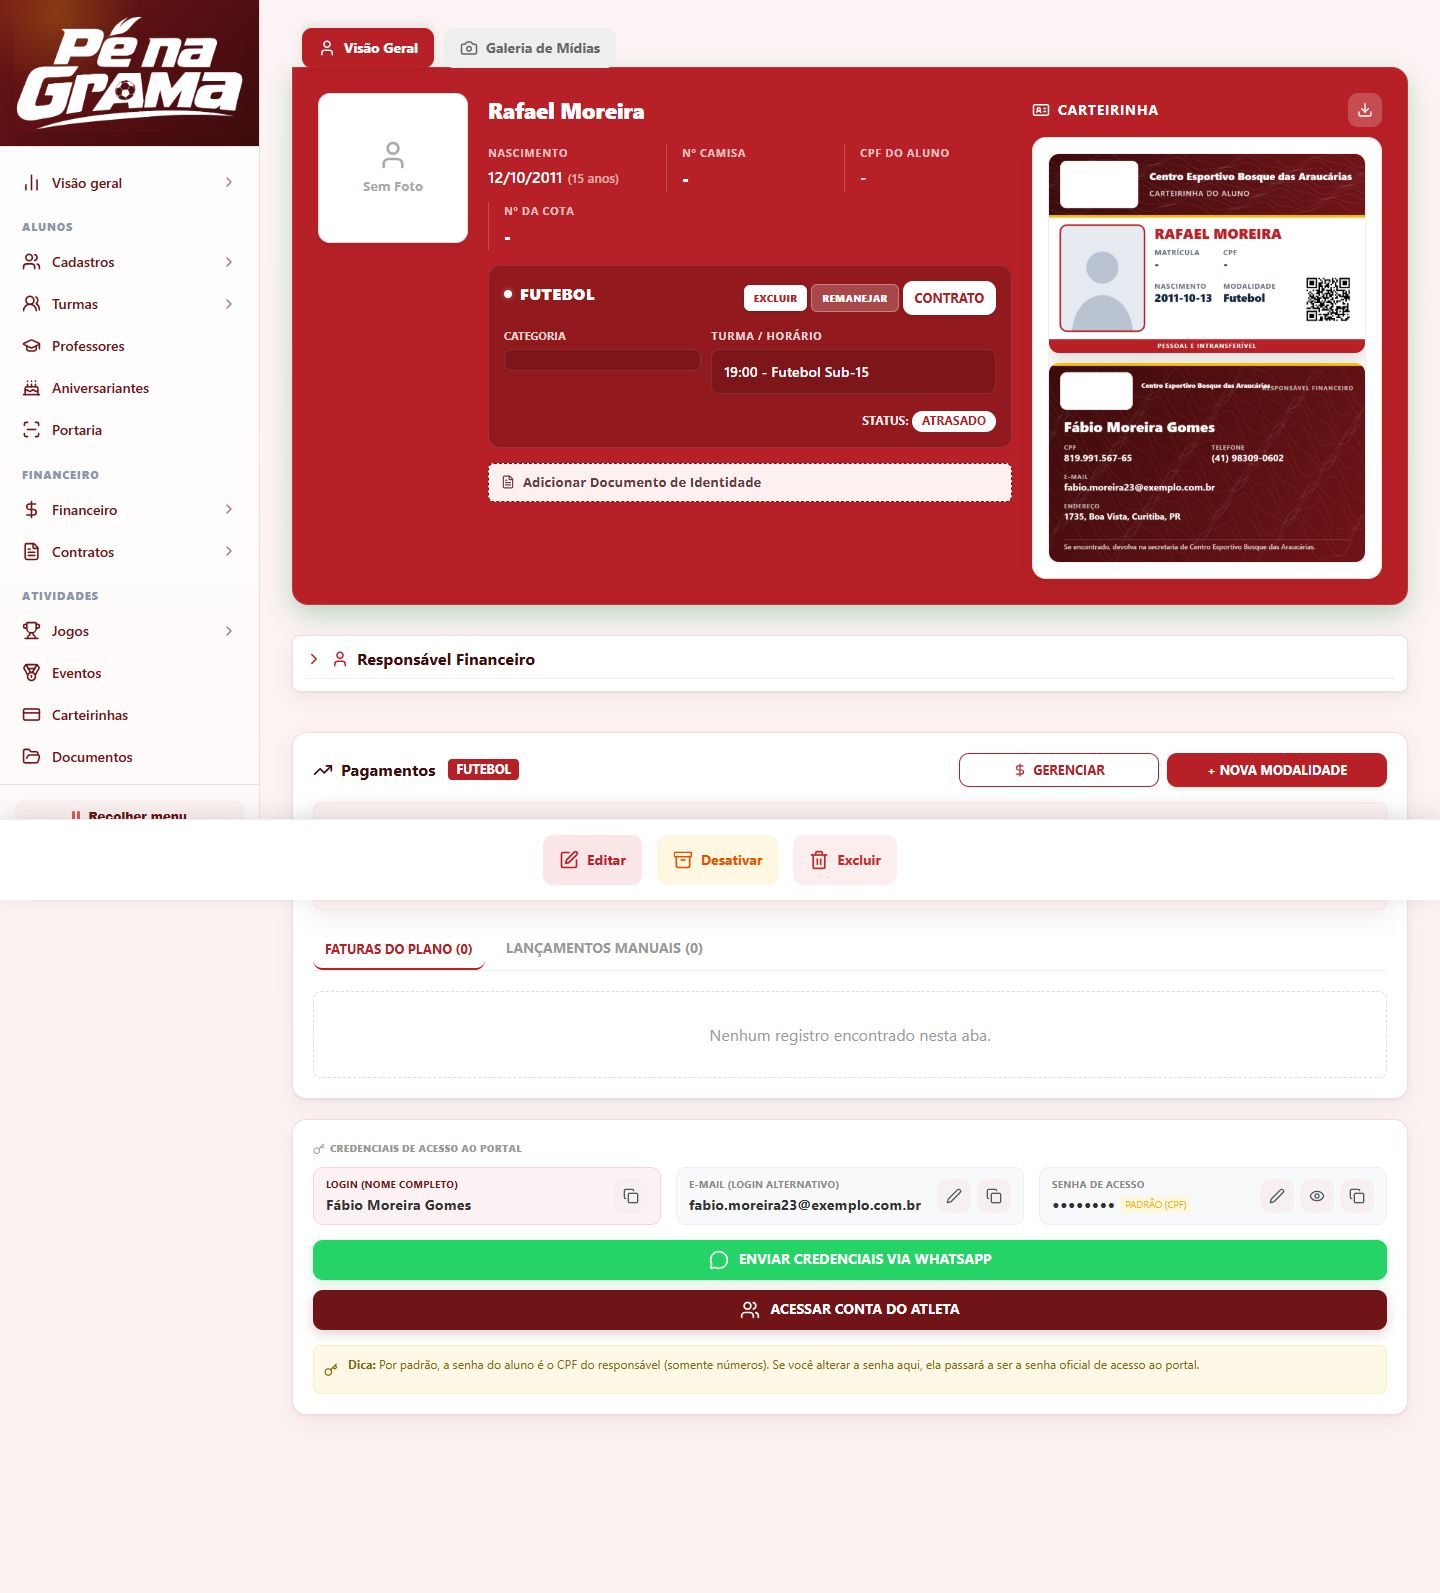 Pé na
GRAMA
Visão geral
ALUNOS
Cadastros
Turmas
Professores
Aniversariantes
Portaria
FINANCEIRO
Financeiro
Contratos
ATIVIDADES
Jogos
Eventos
Carteirinhas
Documentos
Recolher menu
Visão Geral
Galeria de Mídias
Sem Foto
Rafael Moreira
NASCIMENTO
12/10/2011 (15 anos)
Nº CAMISA
-
CPF DO ALUNO
-
Nº DA COTA
-
FUTEBOL
EXCLUIR
REMANEJAR
CONTRATO
CATEGORIA
TURMA / HORÁRIO
19:00 - Futebol Sub-15
STATUS: ATRASADO
Adicionar Documento de Identidade
CARTEIRINHA
Centro Esportivo Bosque das Araucárias
CARTEIRINHA DO ALUNO
RAFAEL MOREIRA
MATRÍCULA
-
CPF
-
NASCIMENTO
2011-10-13
MODALIDADE
Futebol
PESSOAL E INTRANSFERÍVEL
Centro Esportivo Bosque das Araucárias
RESPONSÁVEL FINANCEIRO
Fábio Moreira Gomes
CPF
819.991.567-65
TELEFONE
(41) 98309-0602
E-MAIL
fabio.moreira23@exemplo.com.br
ENDEREÇO
1735, Boa Vista, Curitiba, PR
Se encontrado, devolva na secretaria de Centro Esportivo Bosque das Araucárias.
Responsável Financeiro
Pagamentos
FUTEBOL
$ GERENCIAR
+ NOVA MODALIDADE
Editar
Desativar
Excluir
FATURAS DO PLANO (0)
LANÇAMENTOS MANUAIS (0)
Nenhum registro encontrado nesta aba.
CREDENCIAIS DE ACESSO AO PORTAL
LOGIN (NOME COMPLETO)
Fábio Moreira Gomes
E-MAIL (LOGIN ALTERNATIVO)
fabio.moreira23@exemplo.com.br
SENHA DE ACESSO
•••••••• PADRÃO (CPF)
ENVIAR CREDENCIAIS VIA WHATSAPP
ACESSAR CONTA DO ATLETA
Dica: Por padrão, a senha do aluno é o CPF do responsável (somente números). Se você alterar a senha aqui, ela passará a ser a senha oficial de acesso ao portal.